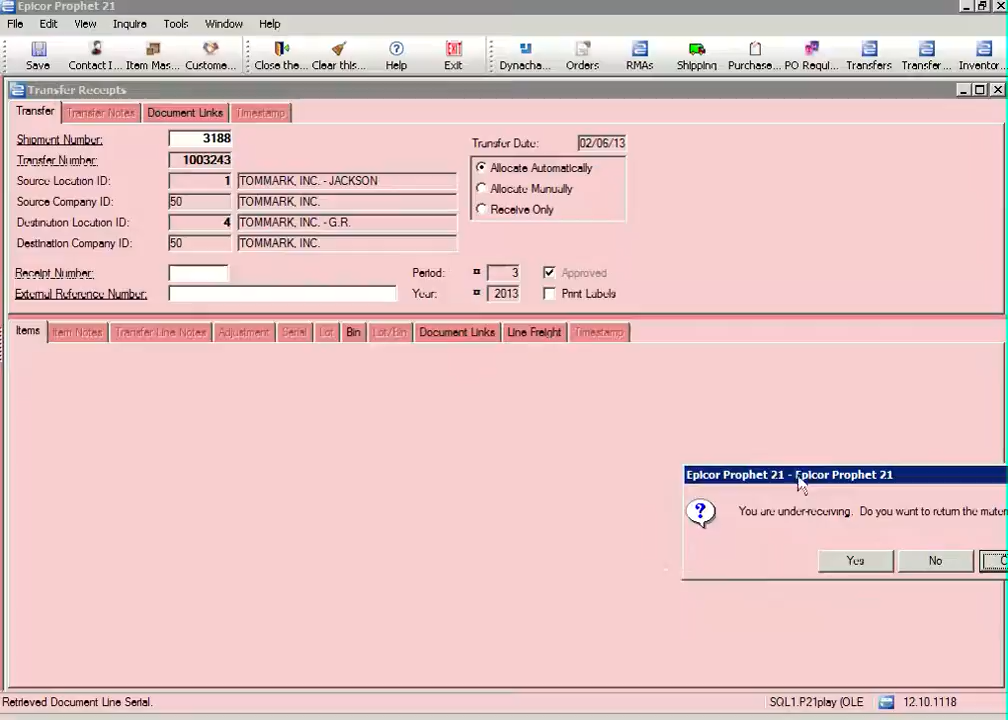 Epicor Prophet 21
File Edit View Inquire Tools Window Help
Save Contact I... Item Mas... Custome... Close the... Clear this... Help Exit Dynacha... Orders RMAs Shipping Purchase... PO Requi... Transfers Transfer... Inventor...
Transfer Receipts
Transfer Transfer Notes Document Links Timestamp
Shipment Number: 3188 Transfer Date: 02/06/13
Transfer Number: 1003243 Allocate Automatically
Source Location ID: 1 TOMMARK, INC. - JACKSON Allocate Manually
Source Company ID: 50 TOMMARK, INC. Receive Only
Destination Location ID: 4 TOMMARK, INC. - G.R.
Destination Company ID: 50 TOMMARK, INC.
Receipt Number: Period: 3 Approved
External Reference Number: Year: 2013 Print Labels
Items Item Notes Transfer Line Notes Adjustment Serial Lot Bin Lot/Bin Document Links Line Freight Timestamp
Epicor Prophet 21 - Epicor Prophet 21
You are under-receiving. Do you want to return the mater
Yes No
Retrieved Document Line Serial. SQL1.P21play (OLE 12.10.1118